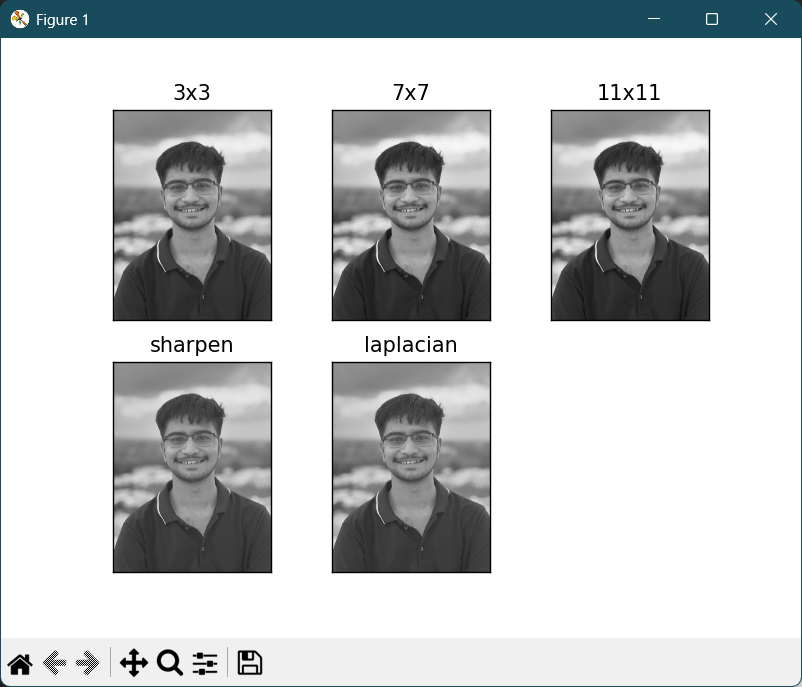 Figure 1
3x3
7x7
11x11
sharpen
laplacian